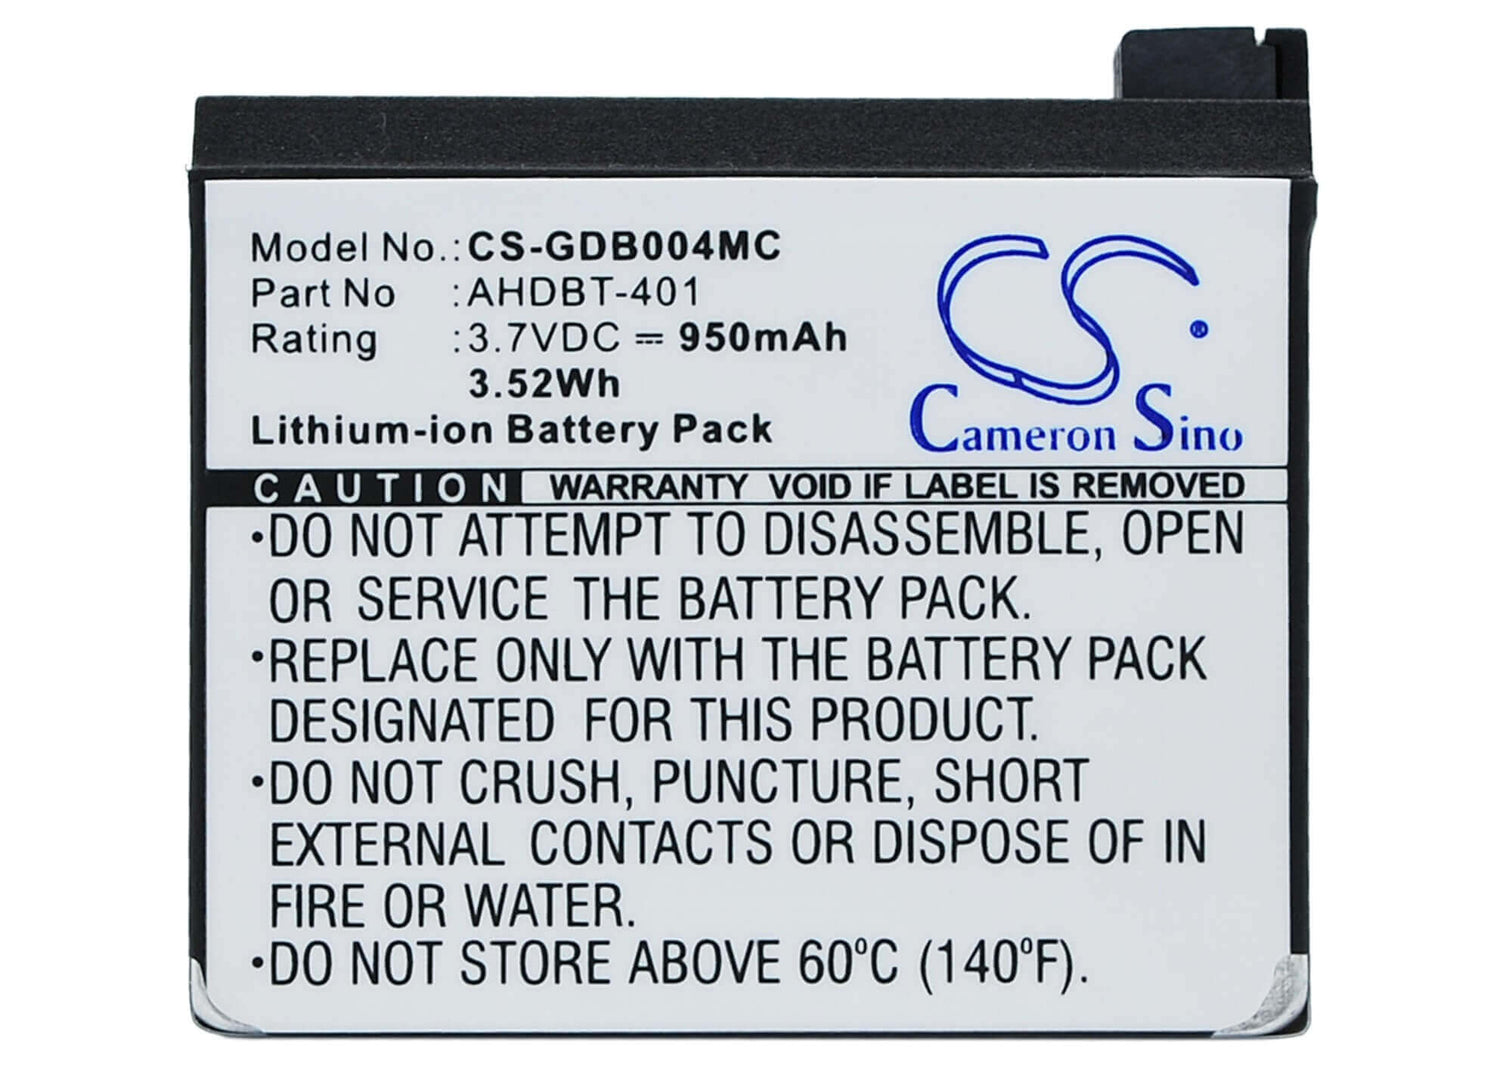 Model No.: CS-GDB004MC
Part No : AHDBT-401
Rating : 3.7VDC ⎓ 950mAh
3.52Wh
Lithium-ion Battery Pack
CS ®
Cameron Sino
CAUTION WARRANTY VOID IF LABEL IS REMOVED
•DO NOT ATTEMPT TO DISASSEMBLE, OPEN
OR SERVICE THE BATTERY PACK.
•REPLACE ONLY WITH THE BATTERY PACK
DESIGNATED FOR THIS PRODUCT.
•DO NOT CRUSH, PUNCTURE, SHORT
EXTERNAL CONTACTS OR DISPOSE OF IN
FIRE OR WATER.
•DO NOT STORE ABOVE 60ºC (140ºF).